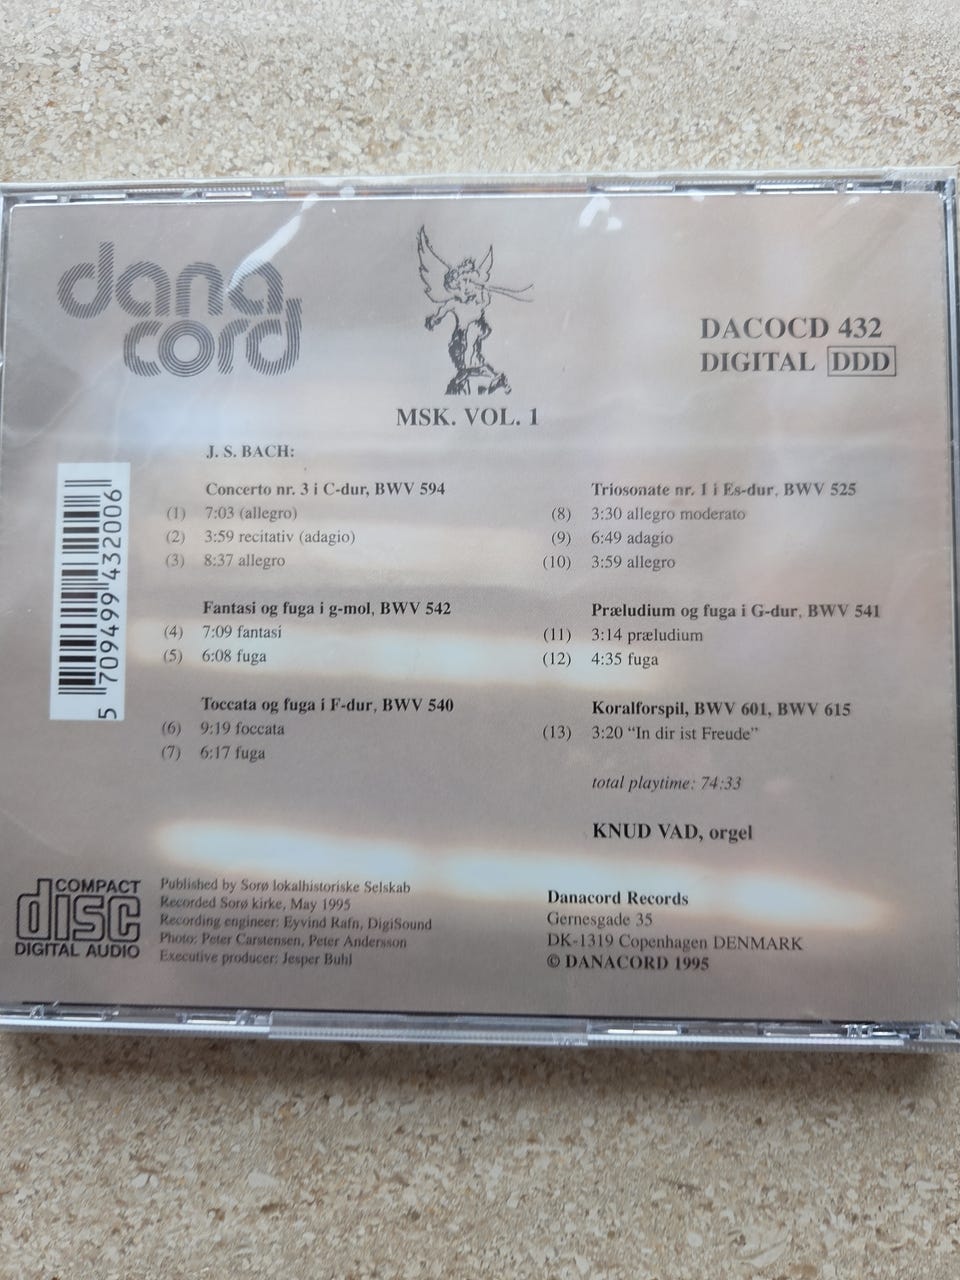 dana
cord
DACOCD 432
DIGITAL DDD
MSK. VOL. 1
J. S. BACH:
Concerto nr. 3 i C-dur, BWV 594
(1) 7:03 (allegro)
(2) 3:59 recitativ (adagio)
(3) 8:37 allegro
Fantasi og fuga i g-mol, BWV 542
(4) 7:09 fantasi
(5) 6:08 fuga
Toccata og fuga i F-dur, BWV 540
(6) 9:19 foccata
(7) 6:17 fuga
Triosonate nr. 1 i Es-dur, BWV 525
(8) 3:30 allegro moderato
(9) 6:49 adagio
(10) 3:59 allegro
Præludium og fuga i G-dur, BWV 541
(11) 3:14 præludium
(12) 4:35 fuga
Koralforspil, BWV 601, BWV 615
(13) 3:20 “In dir ist Freude”
total playtime: 74:33
KNUD VAD, orgel
5 709499 432006
COMPACT
disc
DIGITAL AUDIO
Published by Sorø lokalhistoriske Selskab
Recorded Sorø kirke, May 1995
Recording engineer: Eyvind Rafn, DigiSound
Photo: Peter Carstensen, Peter Andersson
Executive producer: Jesper Buhl
Danacord Records
Gernesgade 35
DK-1319 Copenhagen DENMARK
© DANACORD 1995